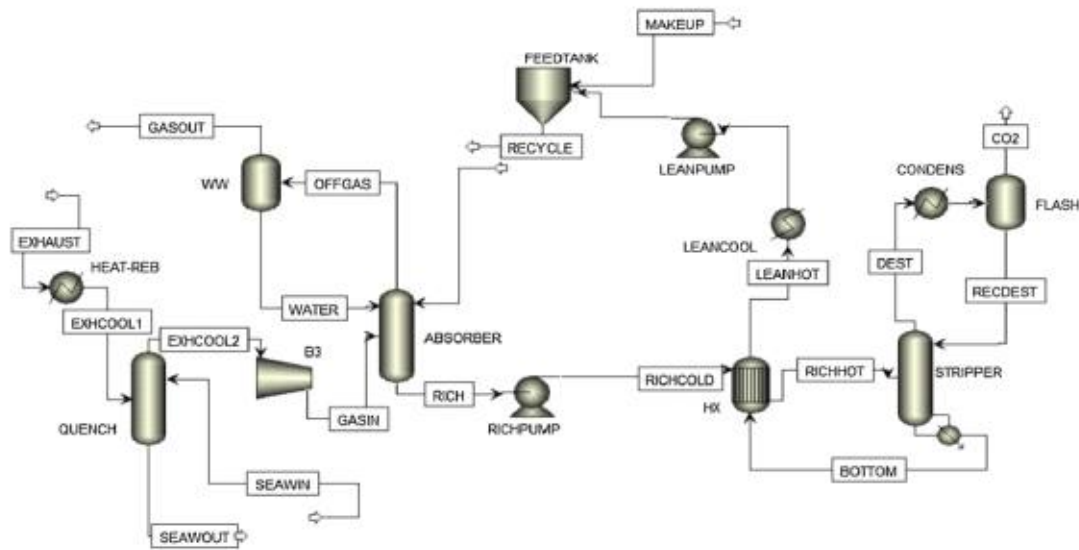 MAKEUP
FEEDTANK
GASOUT
CO2
RECYCLE
CONDENS
LEANPUMP
WW
OFFGAS
FLASH
EXHAUST
LEANCOOL
HEAT-REB
DEST
LEANHOT
RECDEST
WATER
EXHCOOL1
EXHCOOL2
B3
ABSORBER
RICHCOLD
RICHHOT
STRIPPER
RICH
HX
GASIN
RICHPUMP
QUENCH
BOTTOM
SEAWIN
SEAWOUT